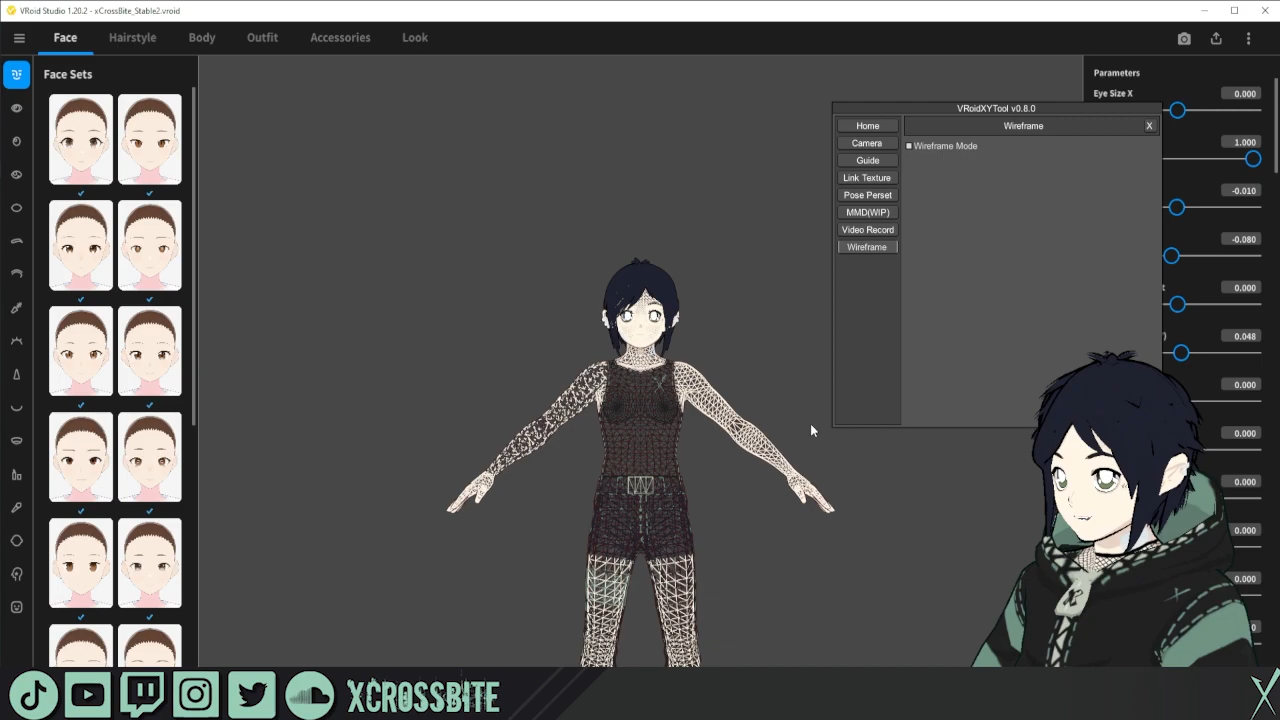 VRoid Studio 1.20.2 - xCrossBite_Stable2.vroid
Face
Hairstyle
Body
Outfit
Accessories
Look
Face Sets
Parameters
Eye Size X
0.000
1.000
-0.010
-0.080
0.000
0.048
0.000
0.000
0.000
0.000
0.000
VRoidXYTool v0.8.0
Home
Camera
Guide
Link Texture
Pose Perset
MMD(WIP)
Video Record
Wireframe
Wireframe
X
Wireframe Mode
XCROSSBITE